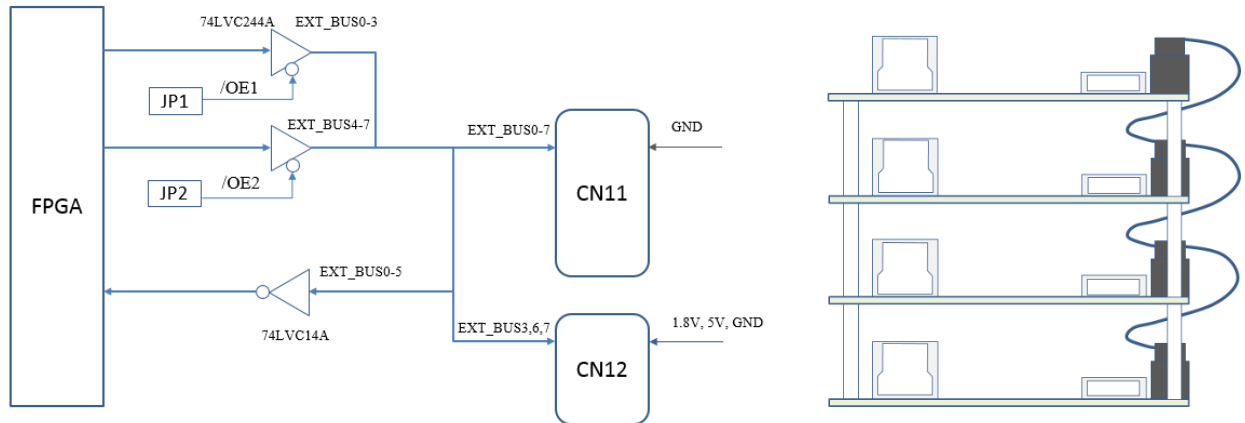 74LVC244A EXT_BUS0-3
JP1
/OE1
EXT_BUS4-7
JP2
/OE2
FPGA
EXT_BUS0-7
GND
CN11
EXT_BUS0-5
74LVC14A
EXT_BUS3,6,7
1.8V, 5V, GND
CN12